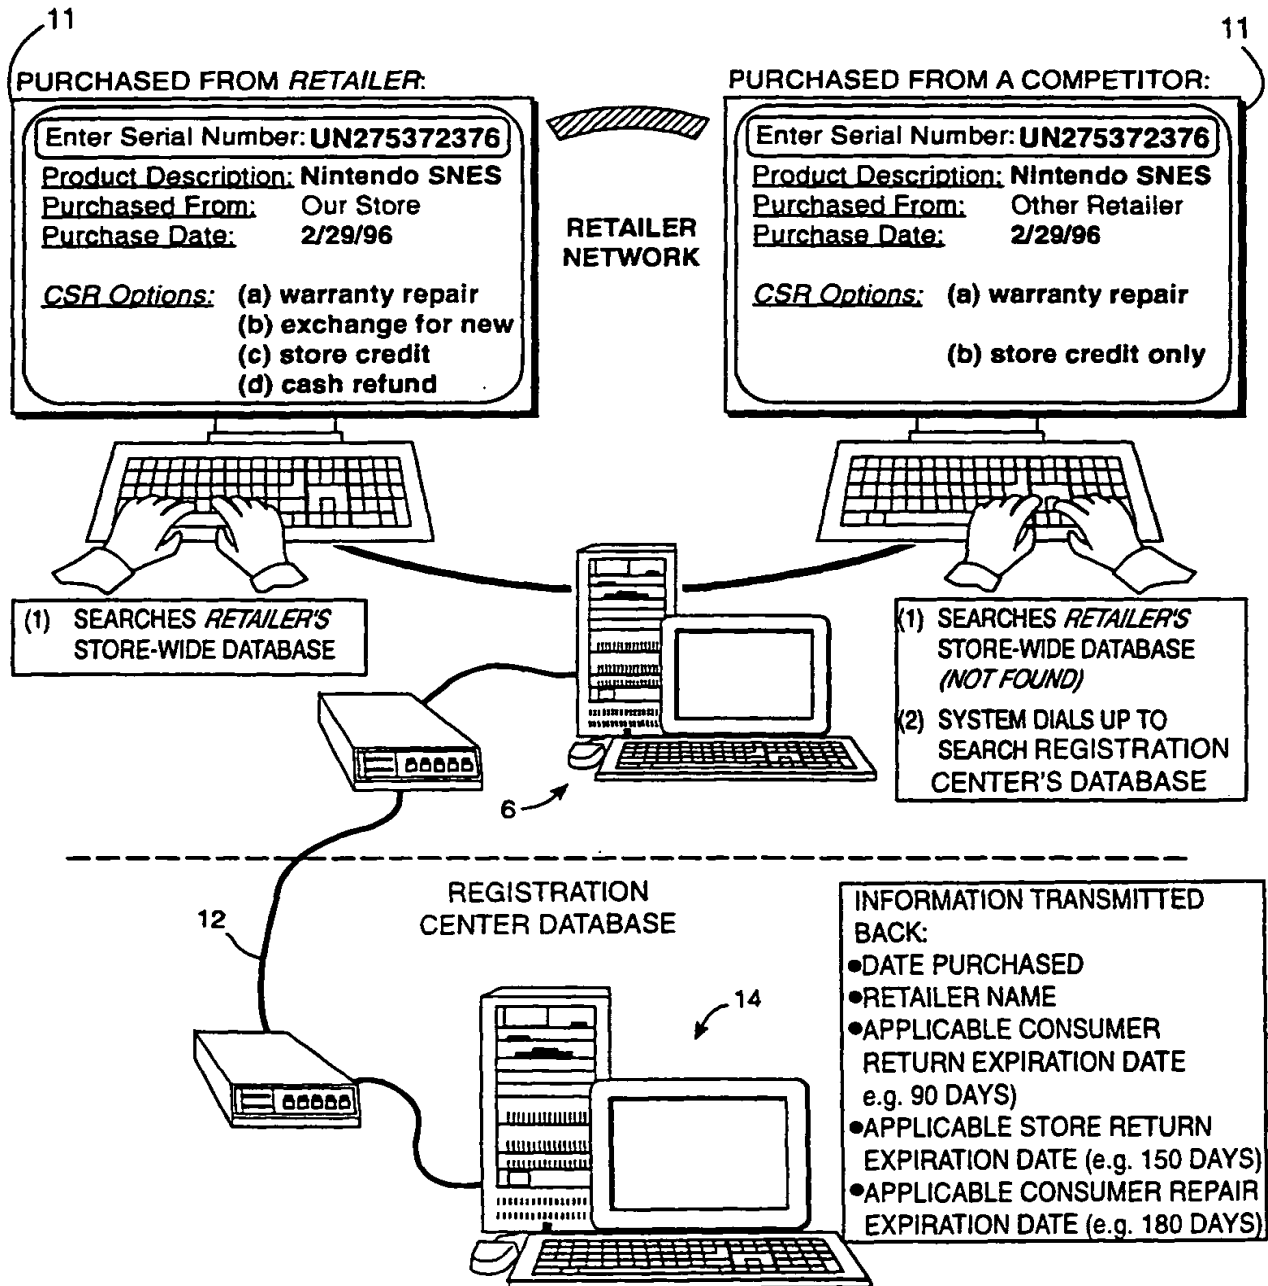 11
11
PURCHASED FROM RETAILER:
Enter Serial Number: UN275372376
Product Description: Nintendo SNES
Purchased From: Our Store
Purchase Date: 2/29/96
CSR Options: (a) warranty repair
(b) exchange for new
(c) store credit
(d) cash refund
RETAILER
NETWORK
PURCHASED FROM A COMPETITOR:
Enter Serial Number: UN275372376
Product Description: Nintendo SNES
Purchased From: Other Retailer
Purchase Date: 2/29/96
CSR Options: (a) warranty repair
(b) store credit only
(1) SEARCHES RETAILER'S
STORE-WIDE DATABASE
(1) SEARCHES RETAILER'S
STORE-WIDE DATABASE
(NOT FOUND)
(2) SYSTEM DIALS UP TO
SEARCH REGISTRATION
CENTER'S DATABASE
6
12
REGISTRATION
CENTER DATABASE
14
INFORMATION TRANSMITTED
BACK:
•DATE PURCHASED
•RETAILER NAME
•APPLICABLE CONSUMER
RETURN EXPIRATION DATE
e.g. 90 DAYS)
•APPLICABLE STORE RETURN
EXPIRATION DATE (e.g. 150 DAYS)
•APPLICABLE CONSUMER REPAIR
EXPIRATION DATE (e.g. 180 DAYS)